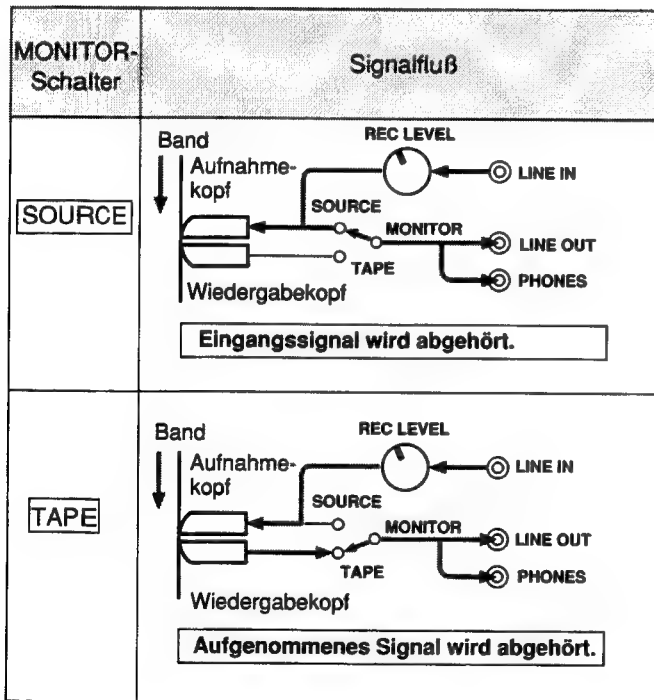 MONITOR-
Schalter
Signalfluß
SOURCE
Band
Aufnahme-
kopf
REC LEVEL
LINE IN
SOURCE
MONITOR
LINE OUT
TAPE
PHONES
Wiedergabekopf
Eingangssignal wird abgehört.
TAPE
Band
Aufnahme-
kopf
REC LEVEL
LINE IN
SOURCE
MONITOR
LINE OUT
TAPE
PHONES
Wiedergabekopf
Aufgenommenes Signal wird abgehört.